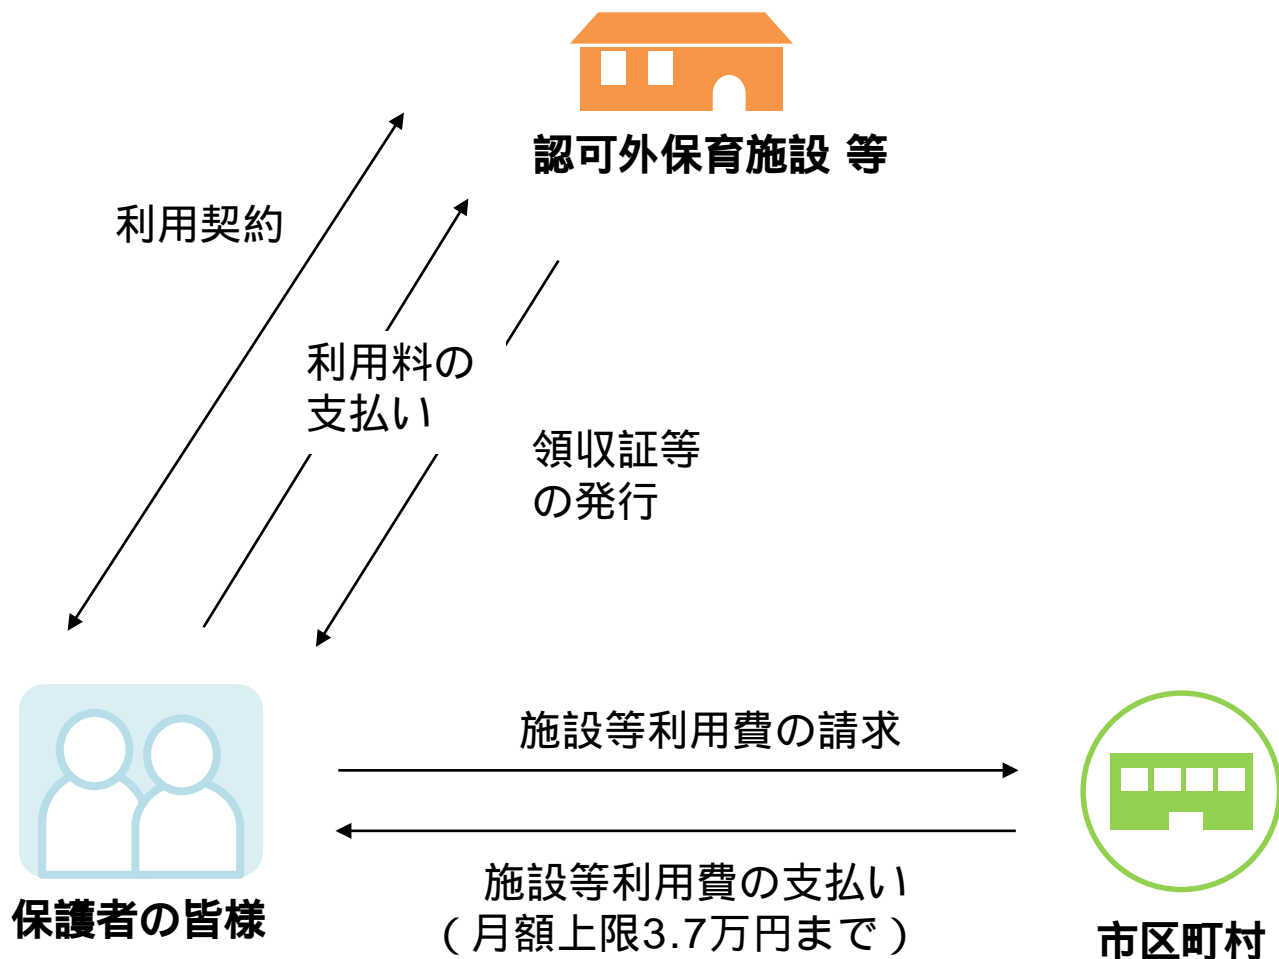 認可外保育施設 等
利用契約
利用料の
支払い
領収証等
の発行
施設等利用費の請求
施設等利用費の支払い
（月額上限3.7万円まで）
保護者の皆様
市区町村